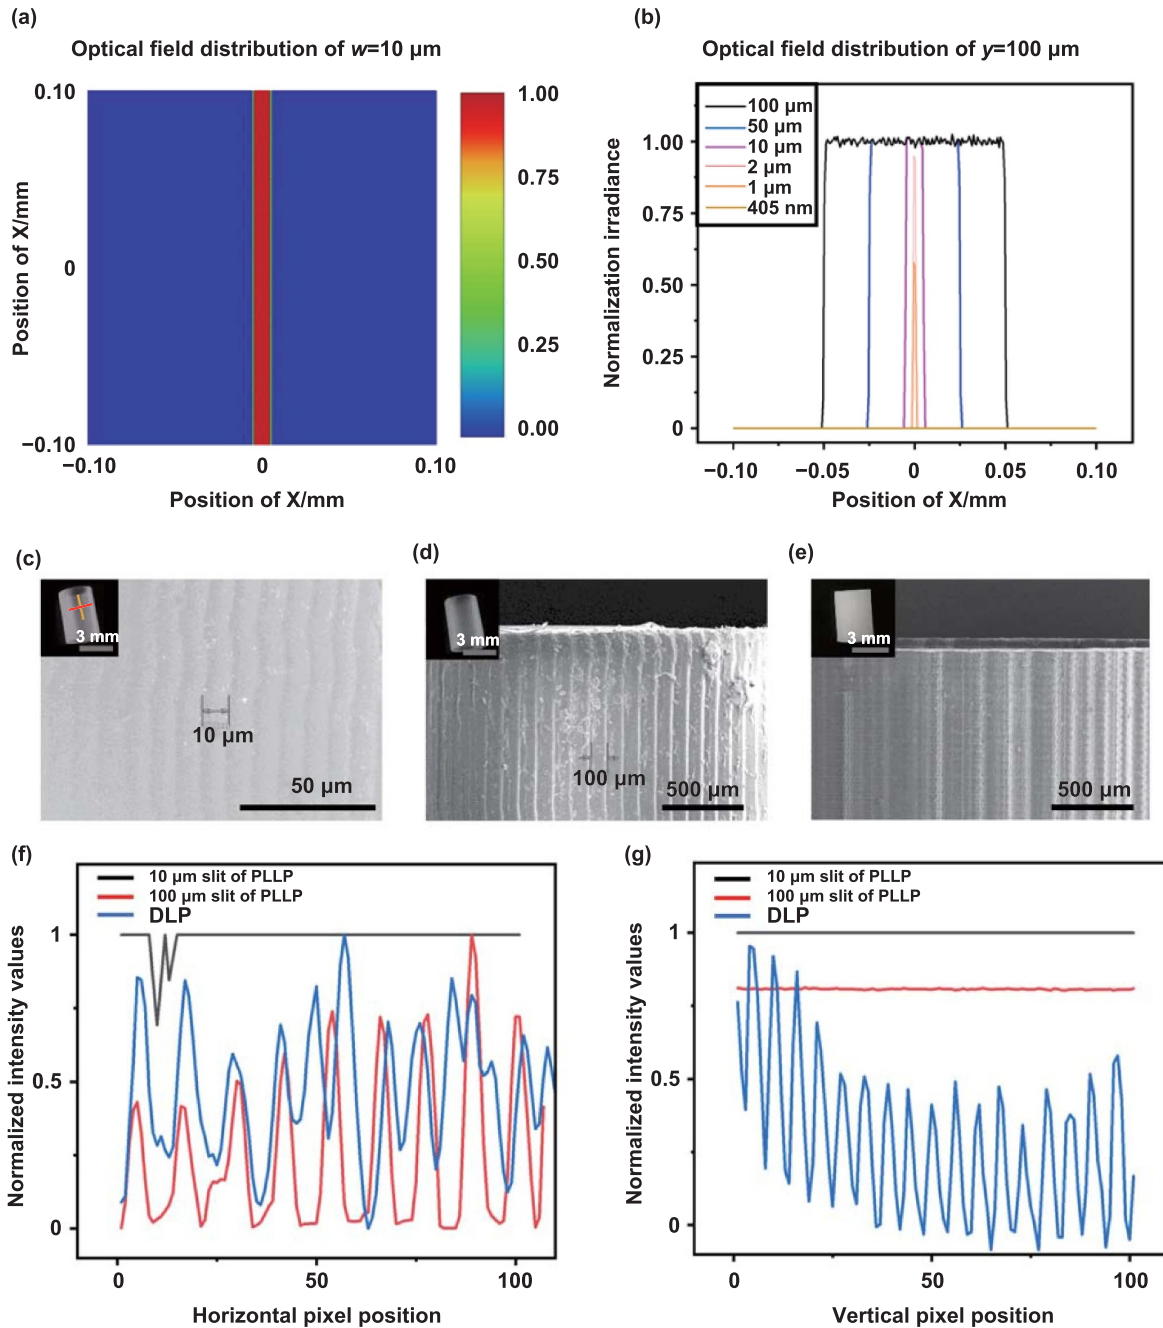 (a)
Optical field distribution of w=10 μm
0.10
0
−0.10
Position of X/mm
−0.10
0
0.10
Position of X/mm
1.00
0.75
0.50
0.25
0.00
(b)
Optical field distribution of y=100 μm
100 μm
50 μm
10 μm
2 μm
1 μm
405 nm
1.00
0.75
0.50
0.25
0
Normalization irradiance
−0.10
−0.05
0
0.05
0.10
Position of X/mm
(c)
3 mm
10 μm
50 μm
(d)
3 mm
100 μm
500 μm
(e)
3 mm
500 μm
(f)
10 μm slit of PLLP
100 μm slit of PLLP
DLP
1
0.5
0
Normalized intensity values
0
50
100
Horizontal pixel position
(g)
10 μm slit of PLLP
100 μm slit of PLLP
DLP
1
0.5
0
Normalized intensity values
0
50
100
Vertical pixel position